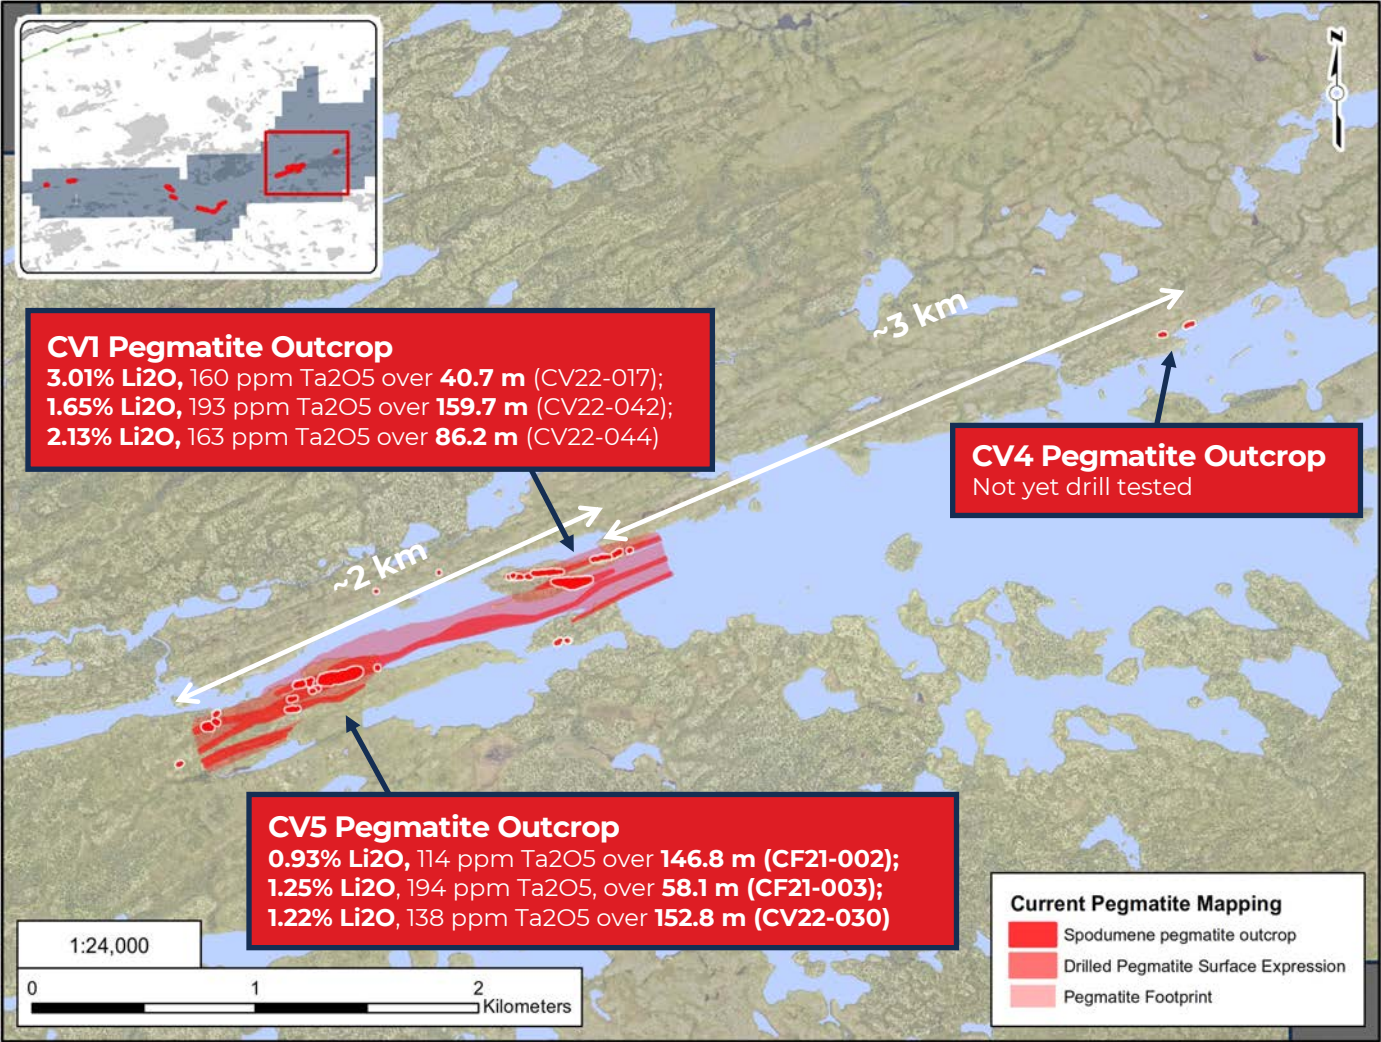 N
~3 km
CV1 Pegmatite Outcrop
3.01% Li2O, 160 ppm Ta2O5 over 40.7 m (CV22-017);
1.65% Li2O, 193 ppm Ta2O5 over 159.7 m (CV22-042);
2.13% Li2O, 163 ppm Ta2O5 over 86.2 m (CV22-044)
CV4 Pegmatite Outcrop
Not yet drill tested
~2 km
CV5 Pegmatite Outcrop
0.93% Li2O, 114 ppm Ta2O5 over 146.8 m (CF21-002);
1.25% Li2O, 194 ppm Ta2O5, over 58.1 m (CF21-003);
1.22% Li2O, 138 ppm Ta2O5 over 152.8 m (CV22-030)
Current Pegmatite Mapping
Spodumene pegmatite outcrop
Drilled Pegmatite Surface Expression
Pegmatite Footprint
1:24,000
0 1 2
Kilometers